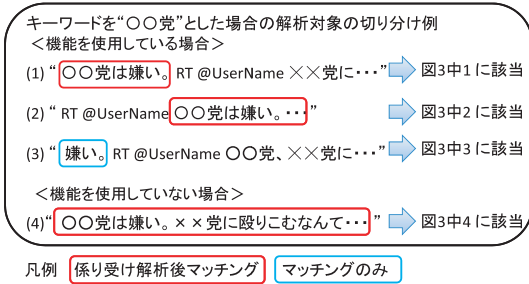 キーワードを“○○党”とした場合の解析対象の切り分け例
＜機能を使用している場合＞
(1) “ ○○党は嫌い。 RT @UserName ××党に･･･” 図3中1 に該当
(2) “ RT @UserName ○○党は嫌い。･･･ ” 図3中2 に該当
(3) “ 嫌い。 RT @UserName ○○党、××党に･･･” 図3中3 に該当
＜機能を使用していない場合＞
(4)“ ○○党は嫌い。××党に殴りこむなんて･･･ ” 図3中4 に該当
凡例 係り受け解析後マッチング マッチングのみ